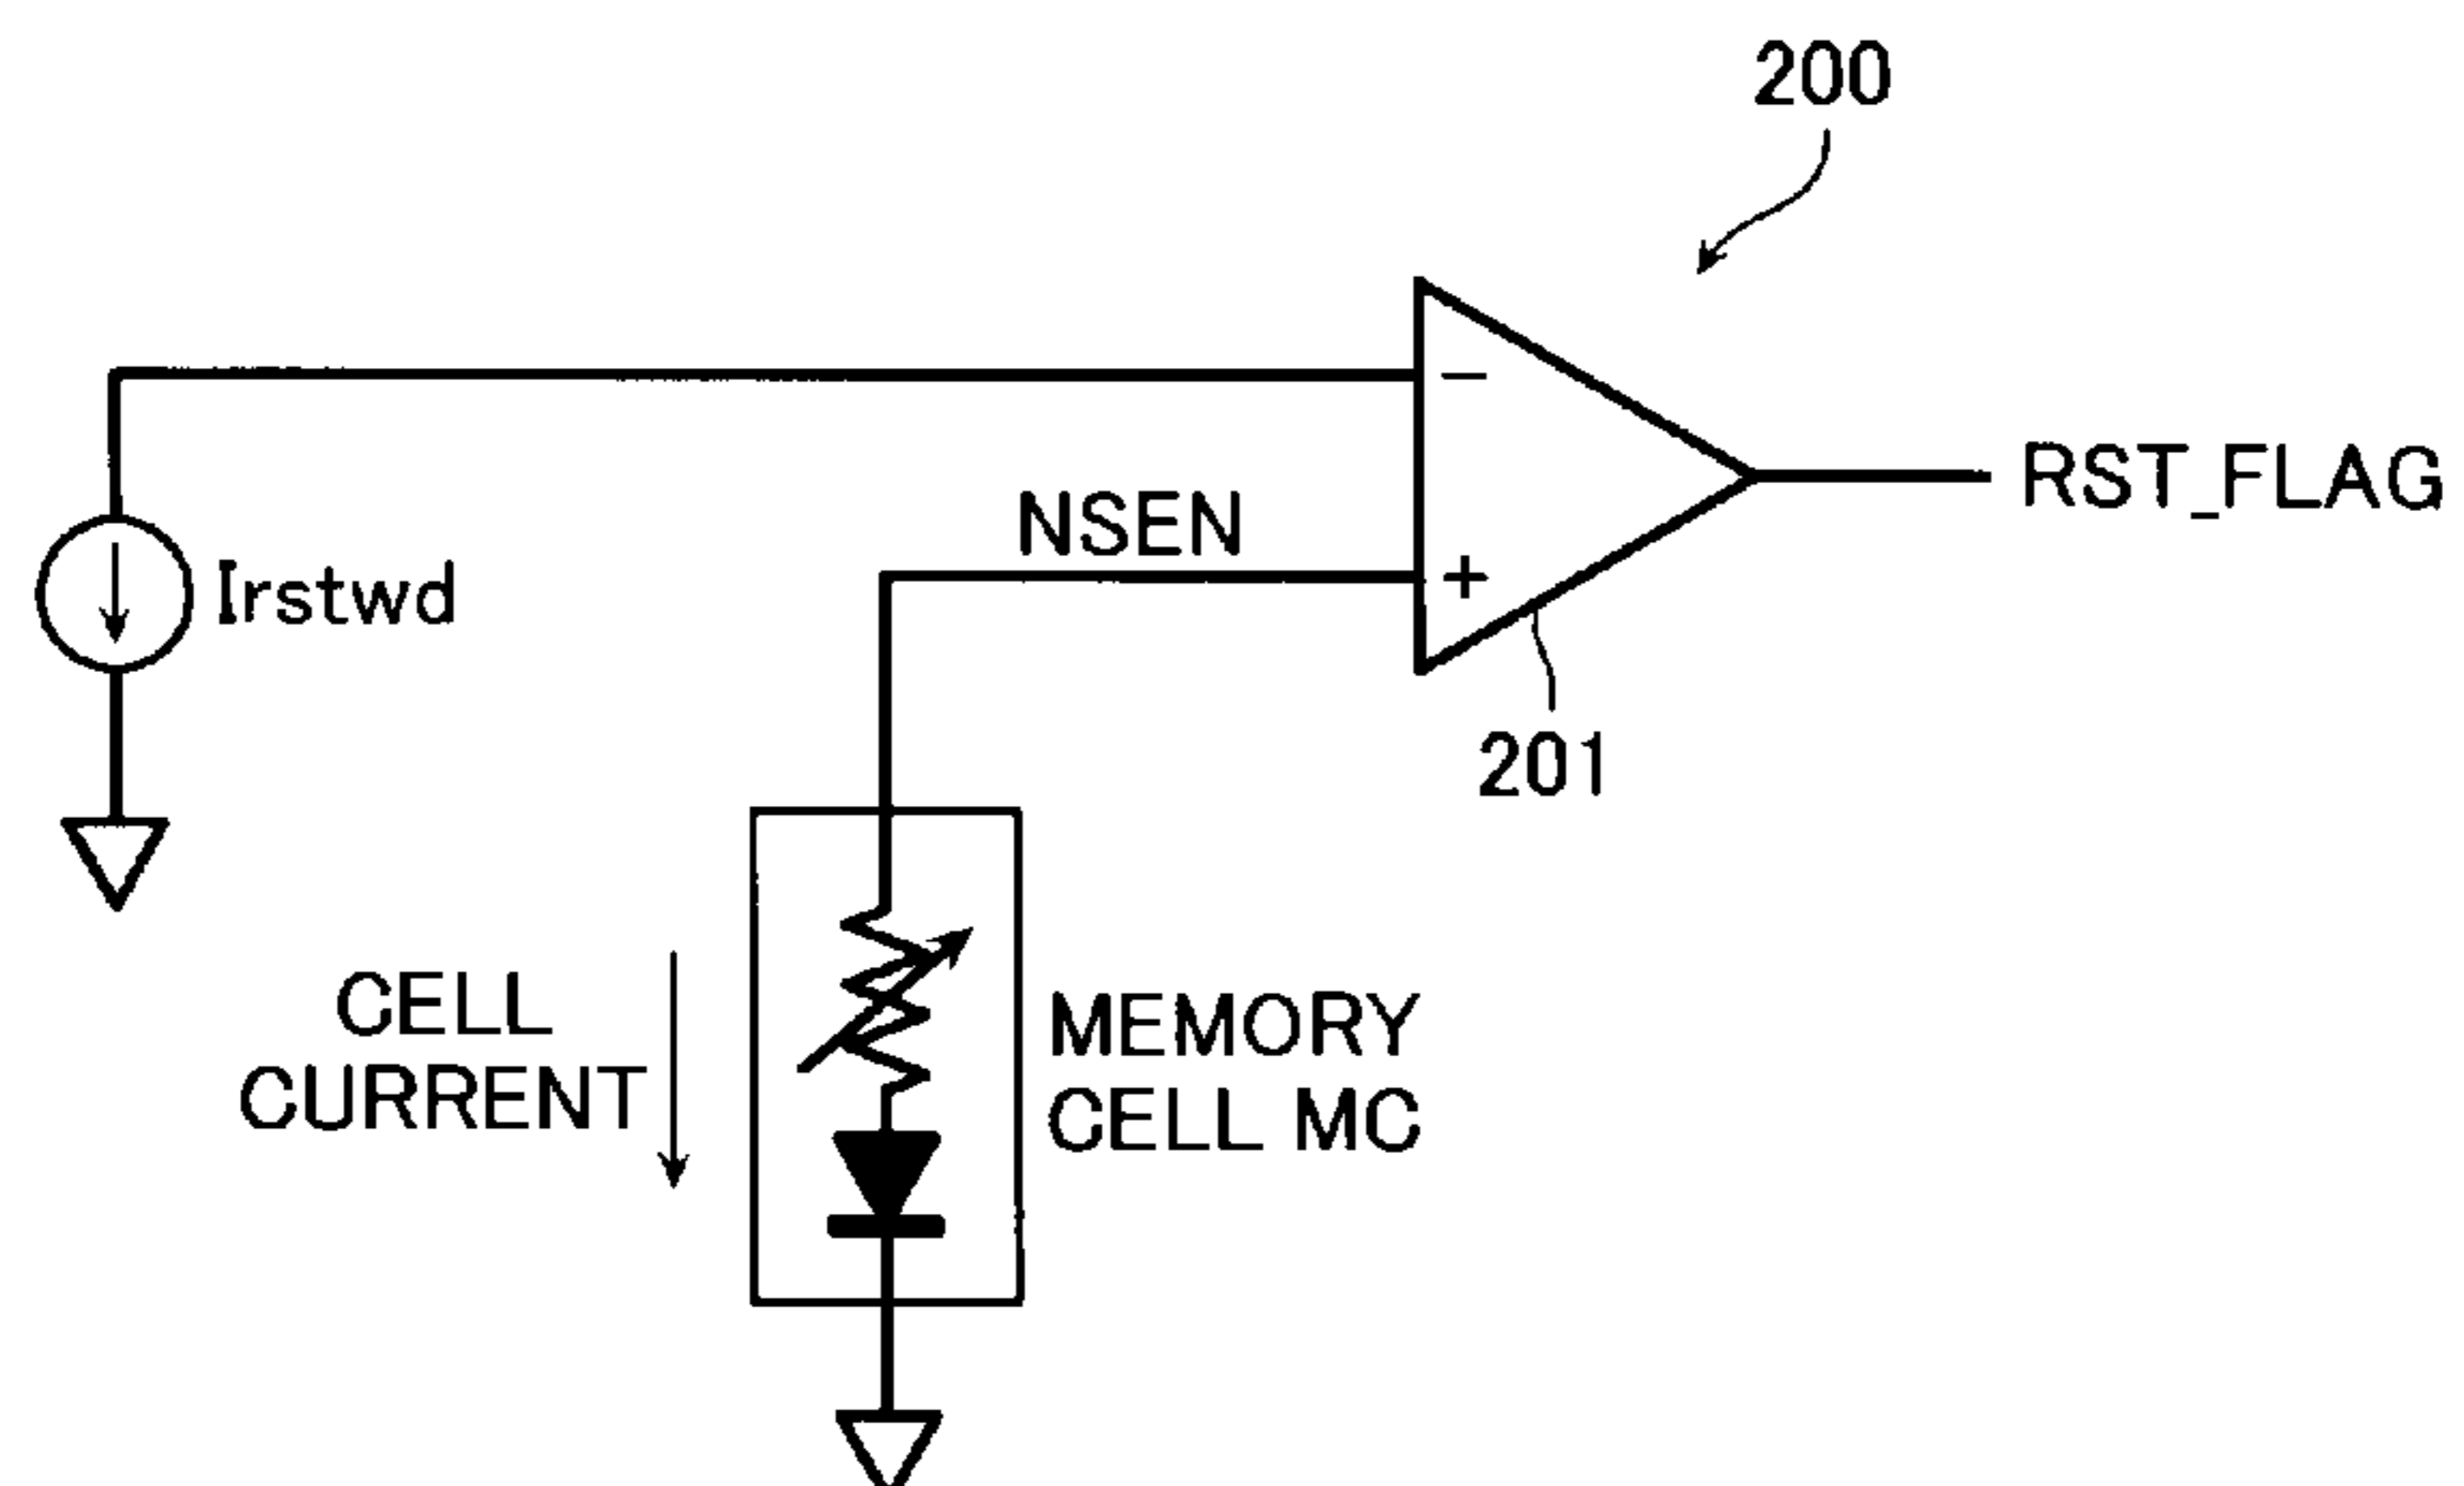 200
−
RST_FLAG
NSEN
+
Irstwd
201
CELL
CURRENT
MEMORY
CELL MC